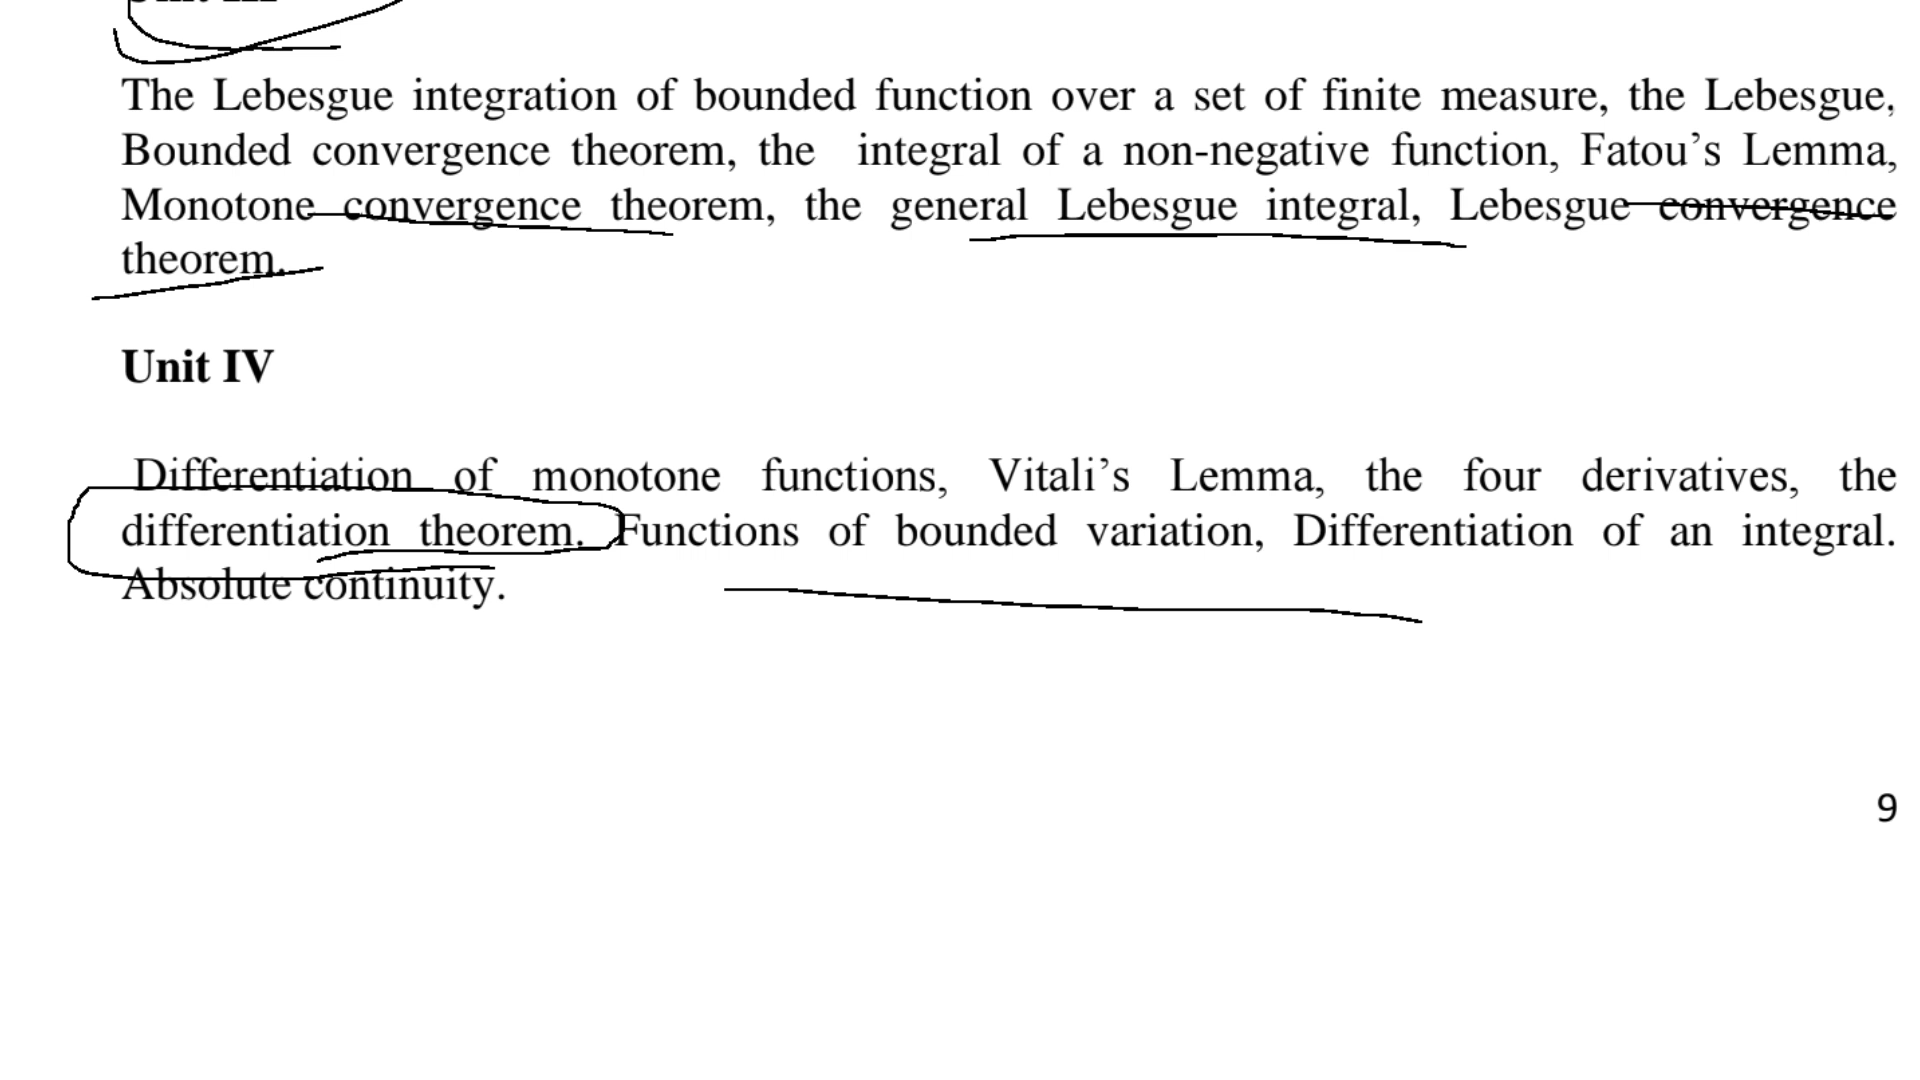 Unit III
The Lebesgue integration of bounded function over a set of finite measure, the Lebesgue,
Bounded convergence theorem, the integral of a non-negative function, Fatou’s Lemma,
Monotone convergence theorem, the general Lebesgue integral, Lebesgue convergence
theorem.
Unit IV
Differentiation of monotone functions, Vitali’s Lemma, the four derivatives, the
differentiation theorem. Functions of bounded variation, Differentiation of an integral.
Absolute continuity.
9